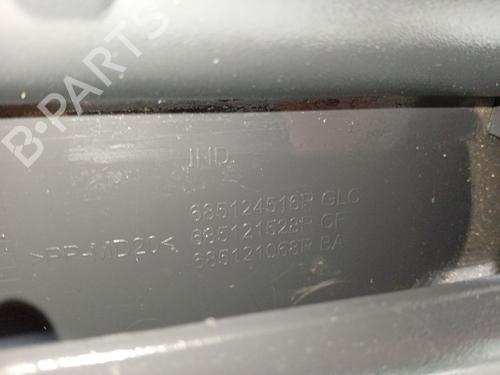 B-PARTS
IND.
685124516R GLC
685121528R CF
>PP-MD20<
685121068R BA